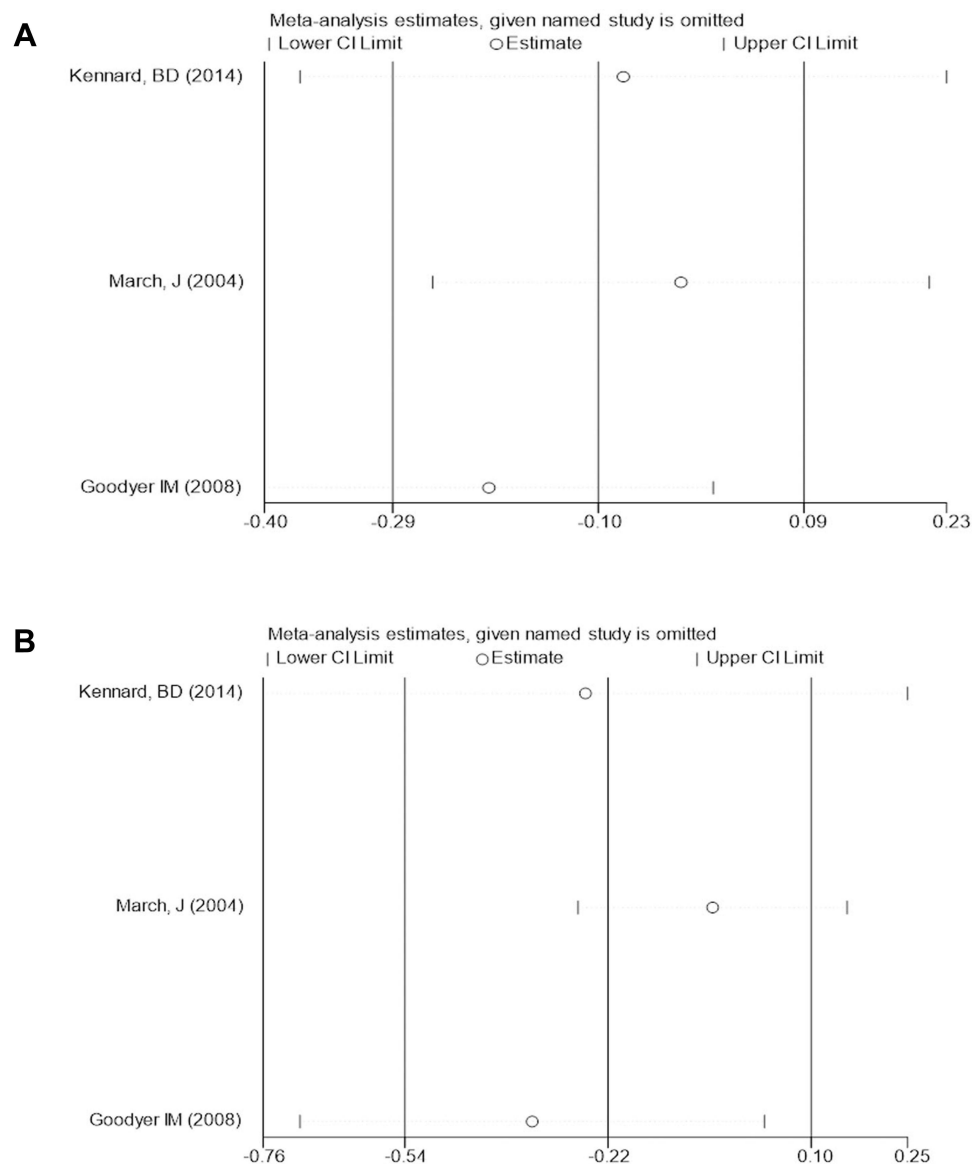 A
Meta-analysis estimates, given named study is omitted
| Lower CI Limit ○ Estimate | Upper CI Limit
Kennard, BD (2014)
March, J (2004)
Goodyer IM (2008)
-0.40 -0.29 -0.10 0.09 0.23
B
Meta-analysis estimates, given named study is omitted
| Lower CI Limit ○ Estimate | Upper CI Limit
Kennard, BD (2014)
March, J (2004)
Goodyer IM (2008)
-0.76 -0.54 -0.22 0.10 0.25